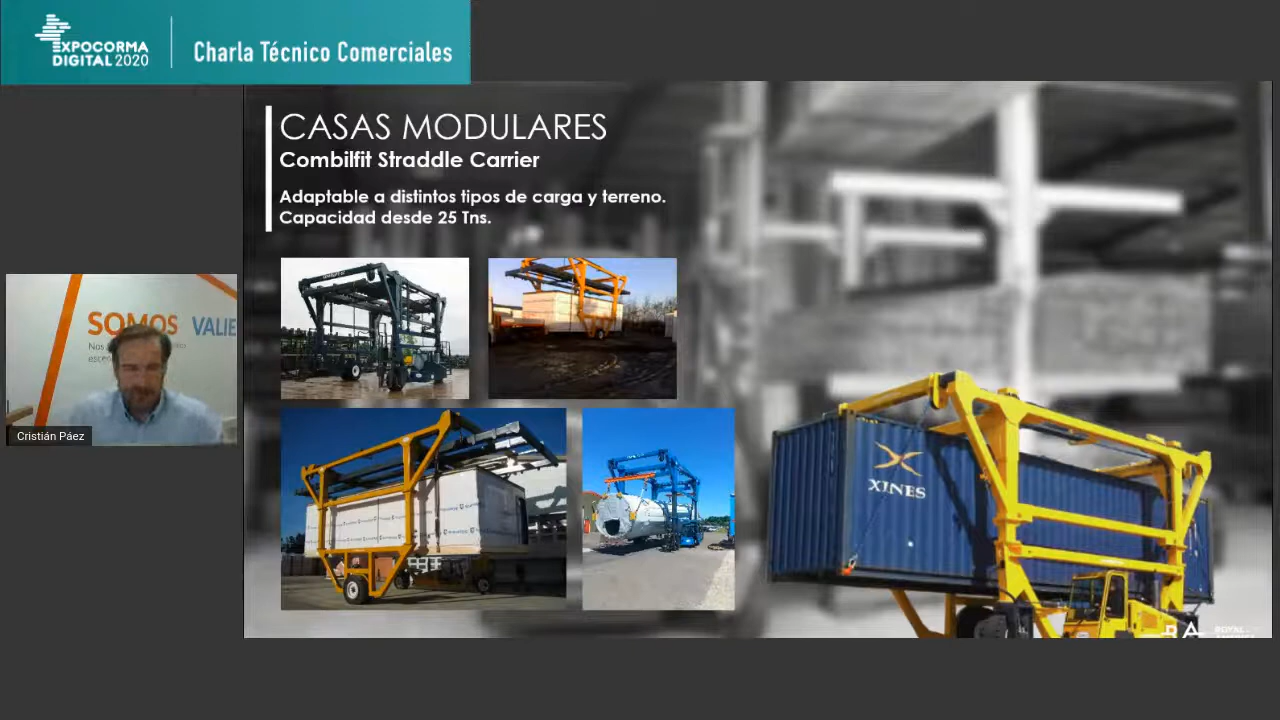 EXPOCORMA
DIGITAL 2020
Charla Técnico Comerciales
CASAS MODULARES
Combilfit Straddle Carrier
Adaptable a distintos tipos de carga y terreno.
Capacidad desde 25 Tns.
SOMOS VALIE
Cristián Páez
XINES
ROYAL